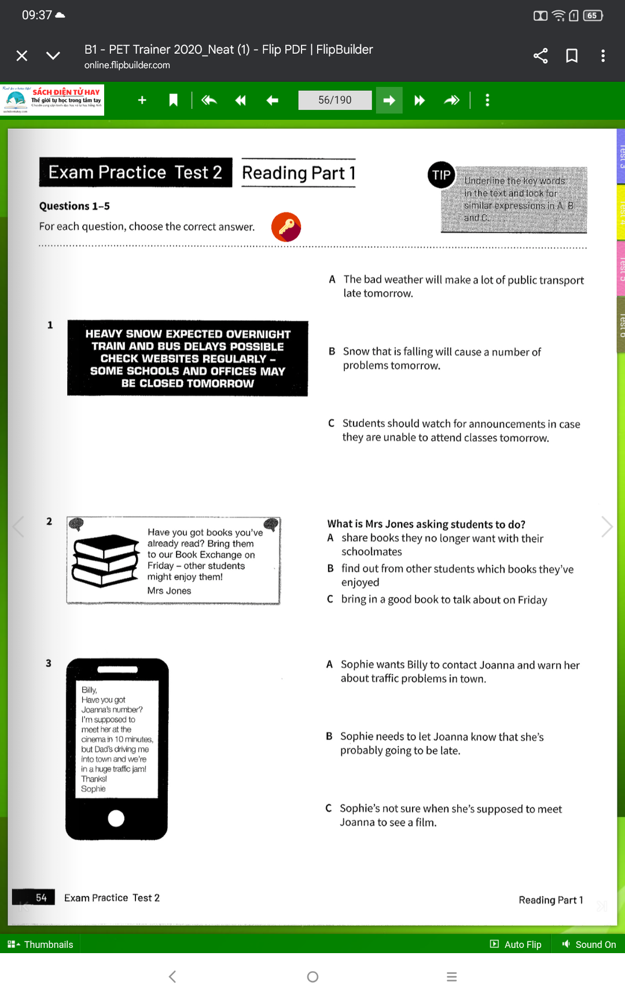 09:37
65
B1 - PET Trainer 2020_Neat (1) - Flip PDF | FlipBuilder
online.flipbuilder.com
SÁCH ĐIỆN TỬ HAY
Thế giới tự học trong tầm tay
56/190
Exam Practice Test 2
Reading Part 1
TIP
Underline the key words
in the text and look for
similar expressions in A, B
and C.
Questions 1–5
For each question, choose the correct answer.
1
HEAVY SNOW EXPECTED OVERNIGHT
TRAIN AND BUS DELAYS POSSIBLE
CHECK WEBSITES REGULARLY –
SOME SCHOOLS AND OFFICES MAY
BE CLOSED TOMORROW
A The bad weather will make a lot of public transport
late tomorrow.
B Snow that is falling will cause a number of
problems tomorrow.
C Students should watch for announcements in case
they are unable to attend classes tomorrow.
2
Have you got books you've
already read? Bring them
to our Book Exchange on
Friday – other students
might enjoy them!
Mrs Jones
What is Mrs Jones asking students to do?
A share books they no longer want with their
schoolmates
B find out from other students which books they've
enjoyed
C bring in a good book to talk about on Friday
3
Billy,
Have you got
Joanna's number?
I'm supposed to
meet her at the
cinema in 10 minutes,
but Dad's driving me
into town and we're
in a huge traffic jam!
Thanks!
Sophie
A Sophie wants Billy to contact Joanna and warn her
about traffic problems in town.
B Sophie needs to let Joanna know that she's
probably going to be late.
C Sophie's not sure when she's supposed to meet
Joanna to see a film.
54
Exam Practice Test 2
Reading Part 1
Test 3
Test 4
Test 5
Test 6
Thumbnails
Auto Flip
Sound On